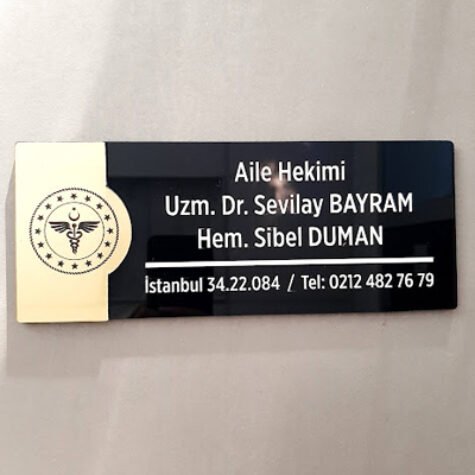 Aile Hekimi
Uzm. Dr. Sevilay BAYRAM
Hem. Sibel DUMAN
İstanbul 34.22.084 / Tel: 0212 482 76 79